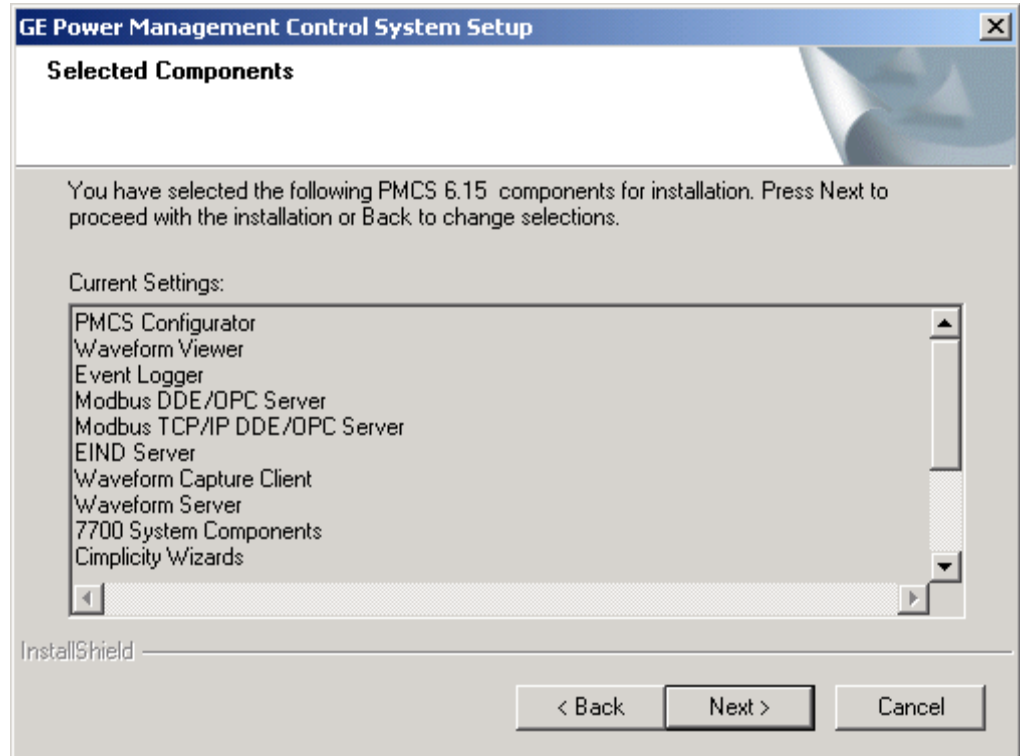 GE Power Management Control System Setup
Selected Components
You have selected the following PMCS 6.15 components for installation. Press Next to
proceed with the installation or Back to change selections.
Current Settings:
PMCS Configurator
Waveform Viewer
Event Logger
Modbus DDE/OPC Server
Modbus TCP/IP DDE/OPC Server
EIND Server
Waveform Capture Client
Waveform Server
7700 System Components
Cimplicity Wizards
InstallShield
< Back Next > Cancel